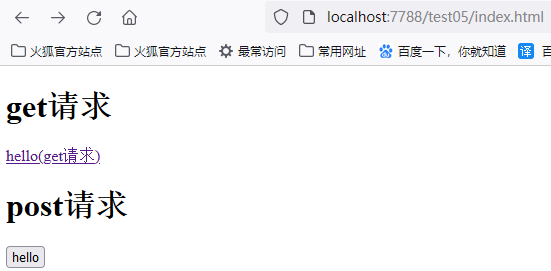 localhost:7788/test05/index.html
火狐官方站点 火狐官方站点 最常访问 常用网址 百度一下，你就知道 译 百
get请求
hello(get请求)
post请求
hello